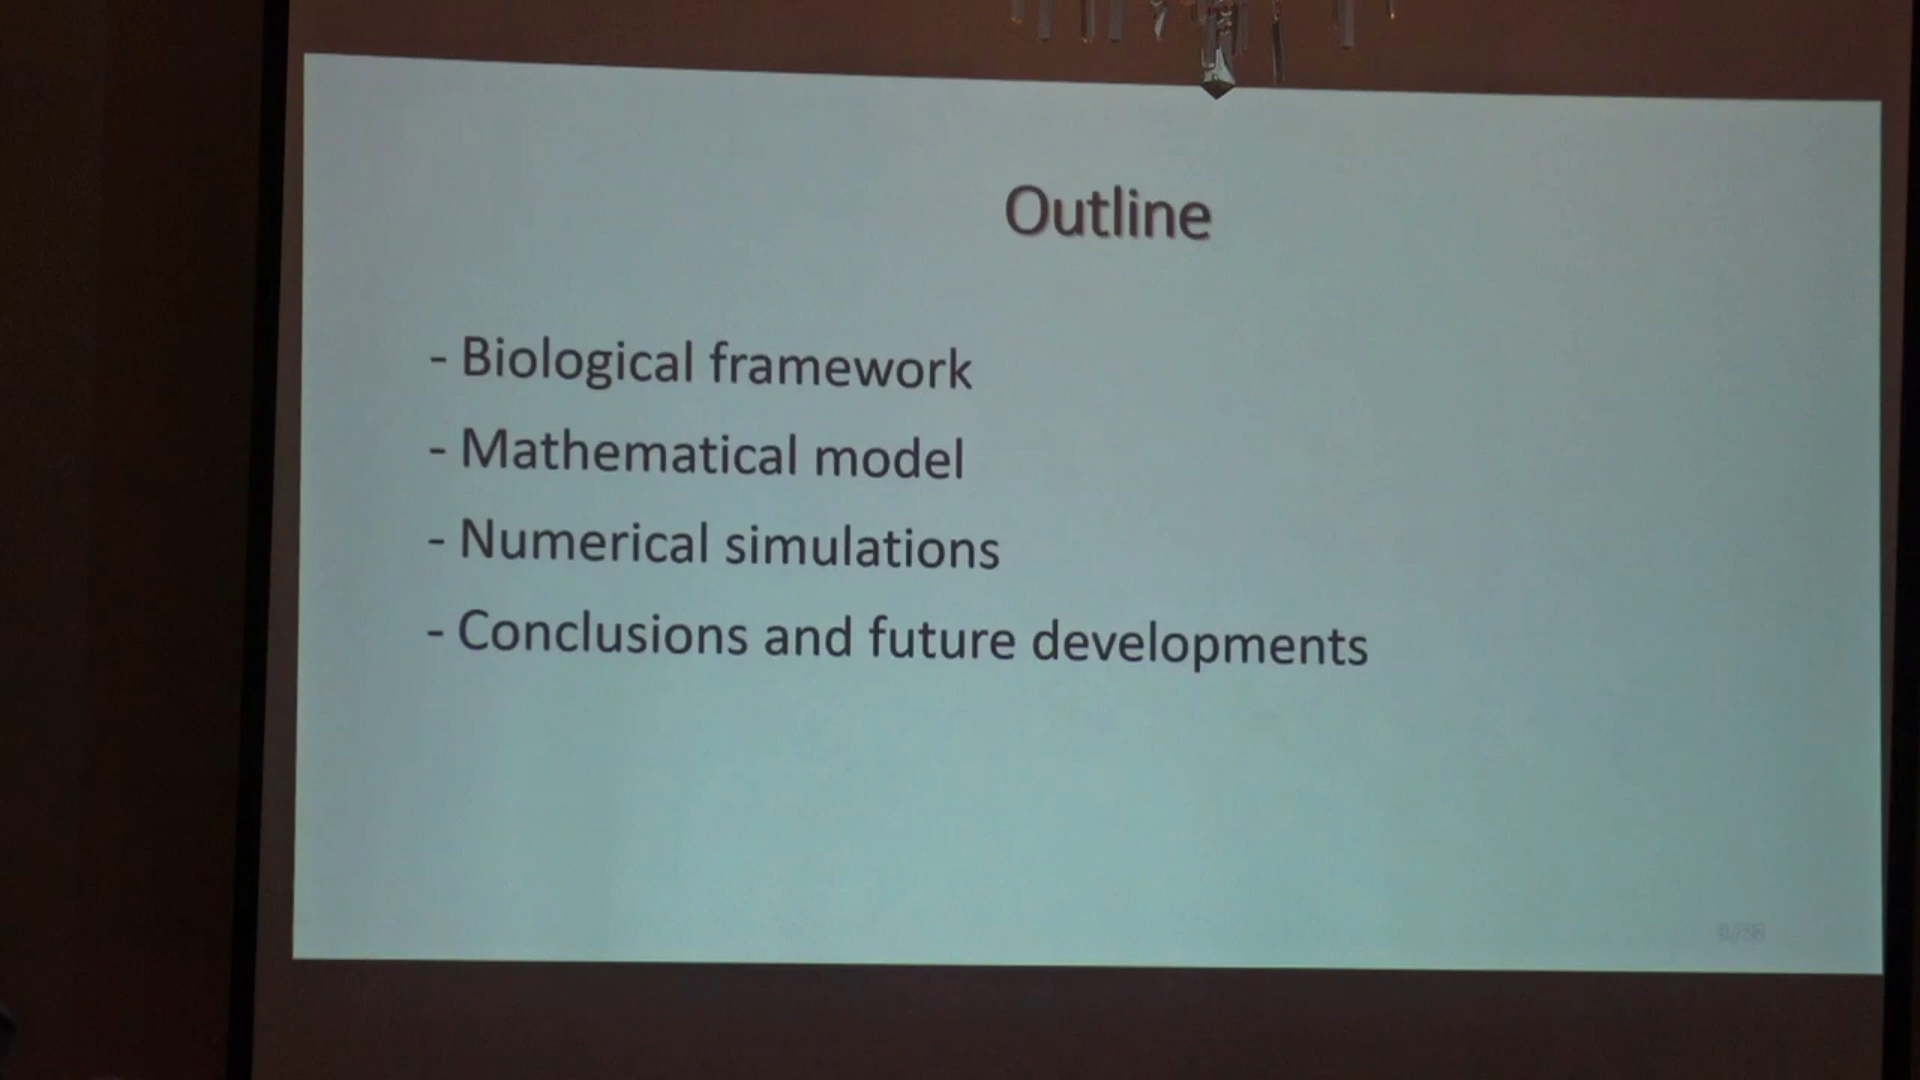 Outline
- Biological framework
- Mathematical model
- Numerical simulations
- Conclusions and future developments